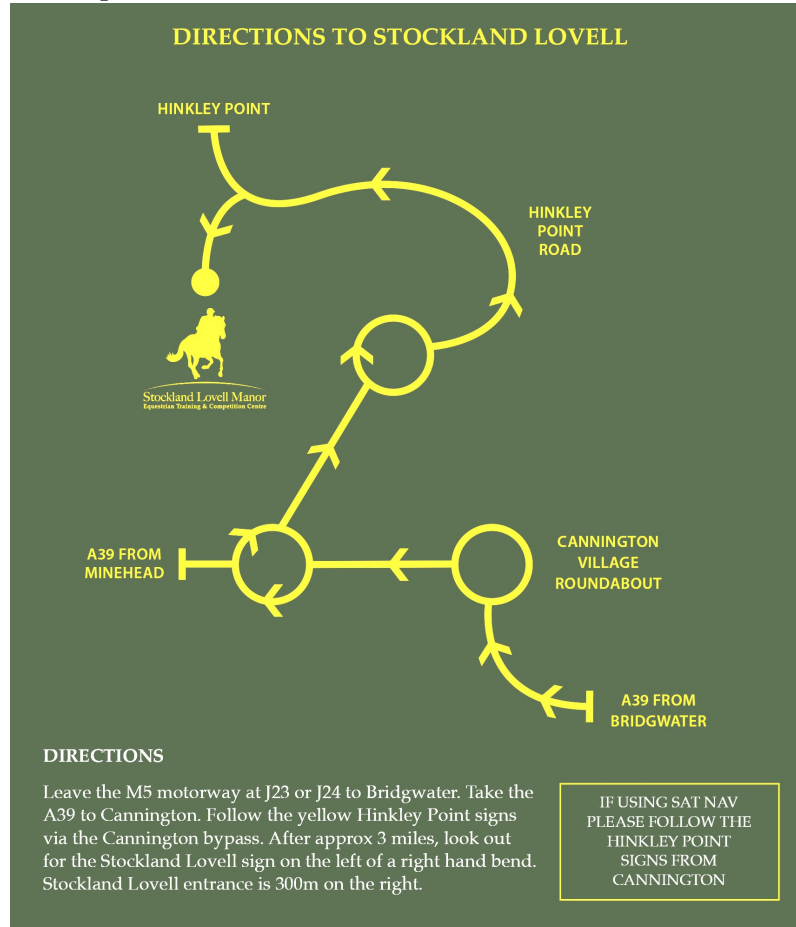 DIRECTIONS TO STOCKLAND LOVELL
HINKLEY POINT
HINKLEY
POINT
ROAD
Stockland Lovell Manor
Equestrian Training & Competition Centre
A39 FROM
MINEHEAD
CANNINGTON
VILLAGE
ROUNDABOUT
A39 FROM
BRIDGWATER
DIRECTIONS
Leave the M5 motorway at J23 or J24 to Bridgwater. Take the
A39 to Cannington. Follow the yellow Hinkley Point signs
via the Cannington bypass. After approx 3 miles, look out
for the Stockland Lovell sign on the left of a right hand bend.
Stockland Lovell entrance is 300m on the right.
IF USING SAT NAV
PLEASE FOLLOW THE
HINKLEY POINT
SIGNS FROM
CANNINGTON